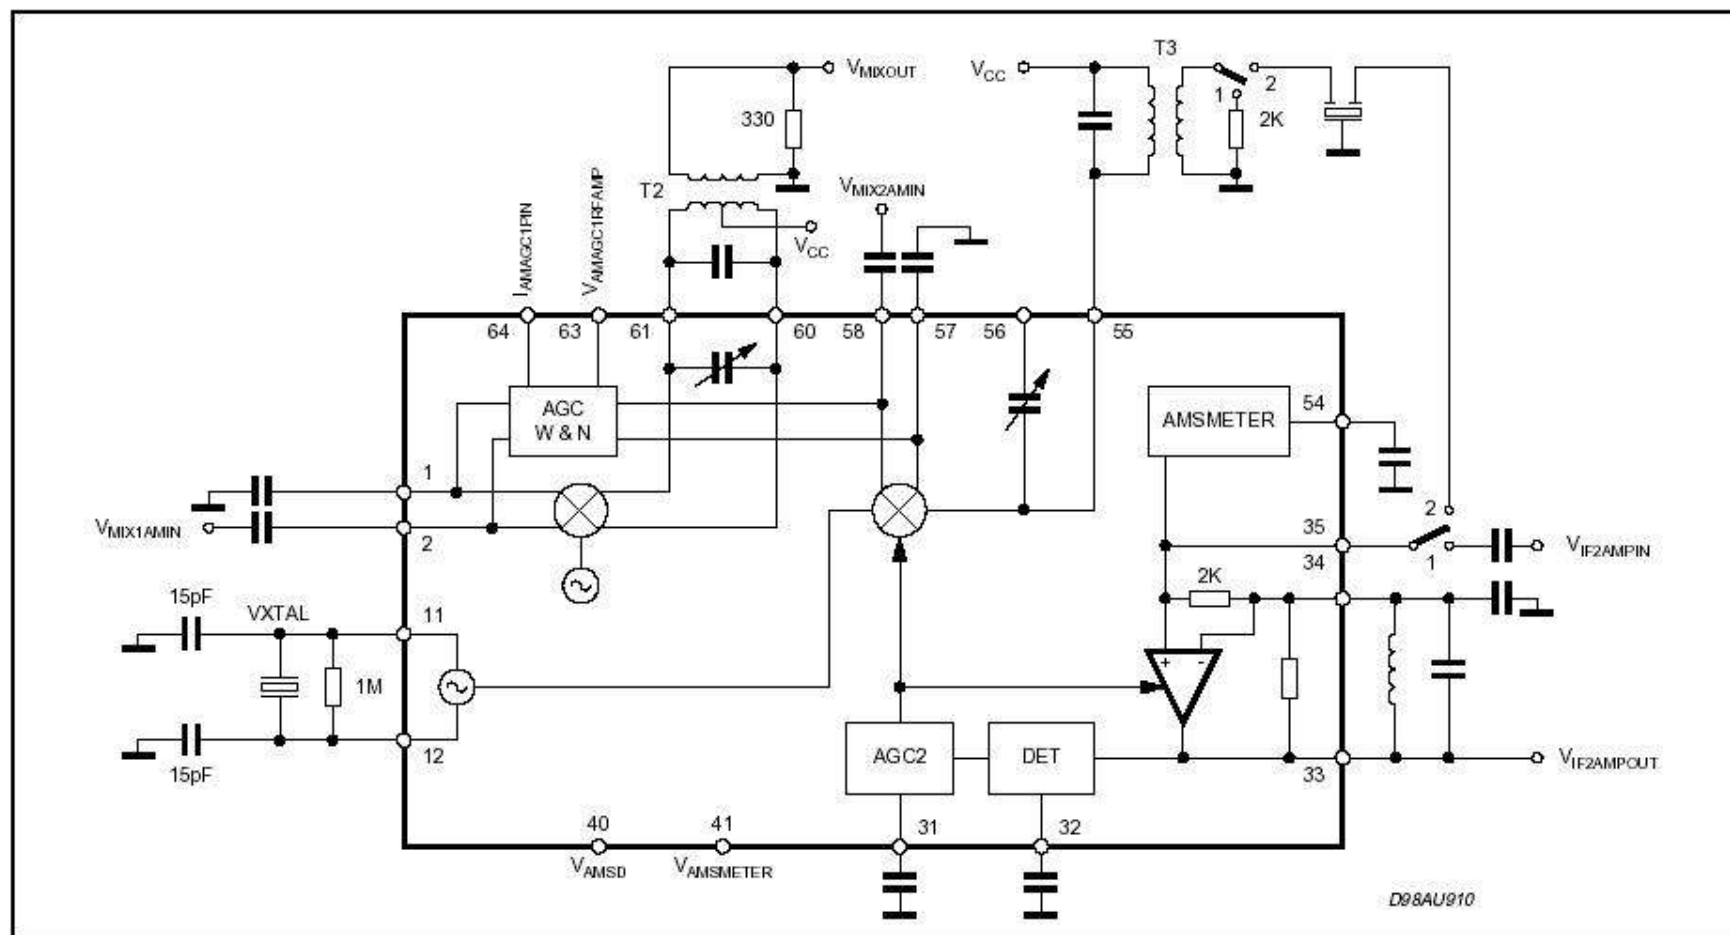 T3
VMIXOUT
VCC
2
1
330
2K
T2
VMIX2AMIN
IAMAGC1PIN
VAMAGC1RFAMP
VCC
64
63
61
60
58
57
56
55
AGC
W & N
AMSMETER
54
1
2
VMIX1AMIN
35
34
2
1
VIF2AMPIN
2K
15pF
VXTAL
11
+
-
1M
12
15pF
AGC2
DET
33
VIF2AMPOUT
40
41
31
32
VAMSD
VAMSMETER
D98AU910